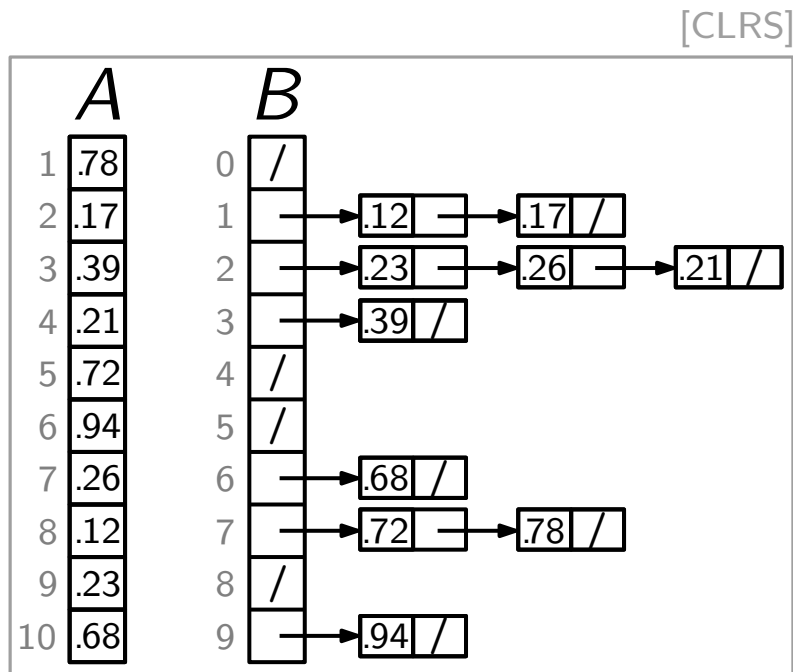 [CLRS]
A B
1 .78 0 /
2 .17 1 .12 .17 /
3 .39 2 .23 .26 .21 /
4 .21 3 .39 /
5 .72 4 /
6 .94 5 /
7 .26 6 .68 /
8 .12 7 .72 .78 /
9 .23 8 /
10 .68 9 .94 /